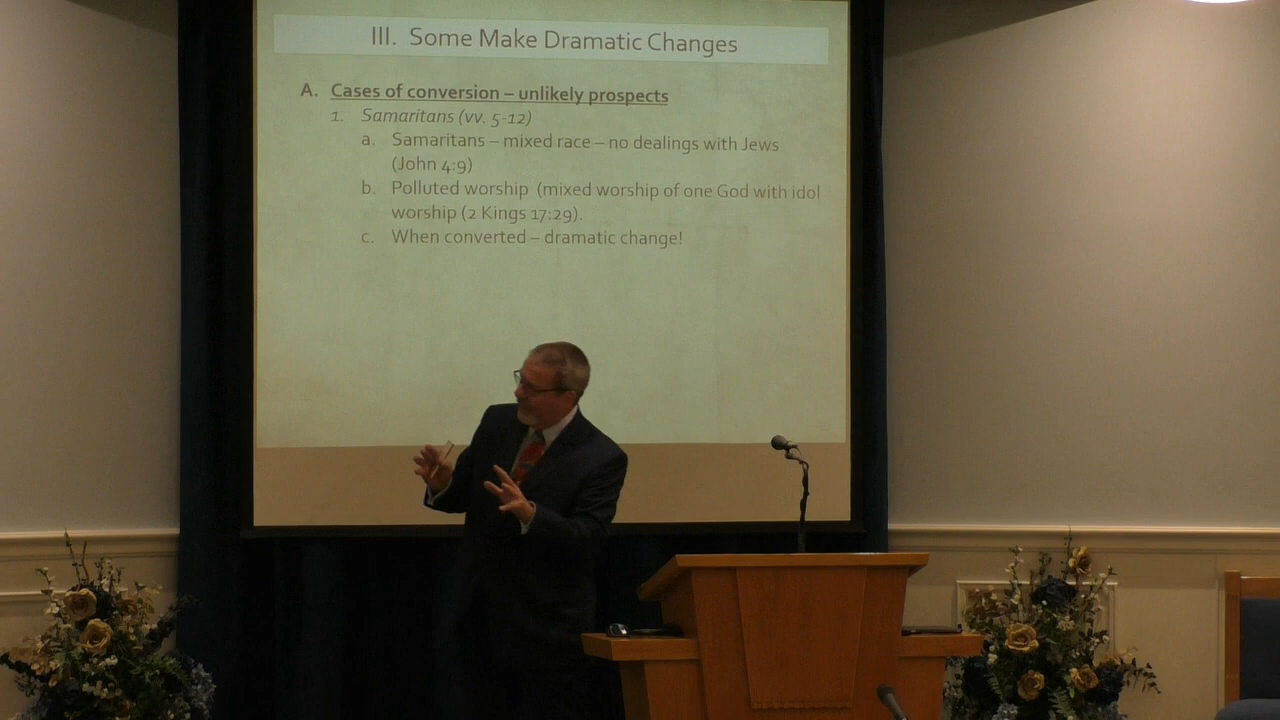 III. Some Make Dramatic Changes
A. Cases of conversion – unlikely prospects
1. Samaritans (vv. 5-12)
a. Samaritans – mixed race – no dealings with Jews
(John 4:9)
b. Polluted worship (mixed worship of one God with idol
worship (2 Kings 17:29).
c. When converted – dramatic change!